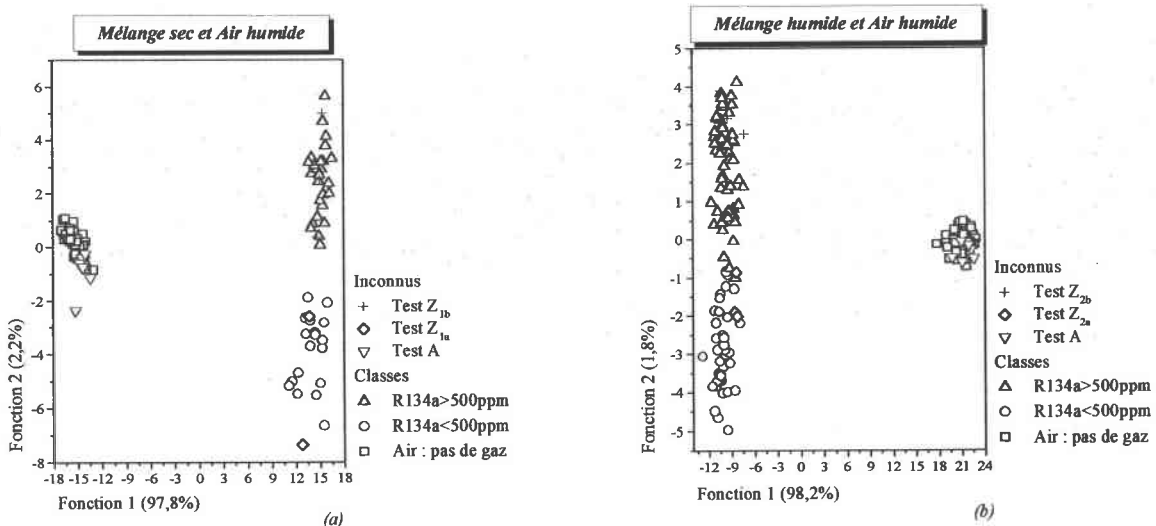 Mélange sec et Air humide
6
4
2
0
-2
-4
-6
-8
Fonction 2 (2,2%)
-18 -15 -12 -9 -6 -3 0 3 6 9 12 15 18
Fonction 1 (97,8%)
(a)
Inconnus
Test Z1b
Test Z1a
Test A
Classes
R134a>500ppm
R134a<500ppm
Air : pas de gaz
Mélange humide et Air humide
5
4
3
2
1
0
-1
-2
-3
-4
-5
Fonction 2 (1,8%)
-12 -9 -6 -3 0 3 6 9 12 15 18 21 24
Fonction 1 (98,2%)
(b)
Inconnus
Test Z2b
Test Z2a
Test A
Classes
R134a>500ppm
R134a<500ppm
Air : pas de gaz